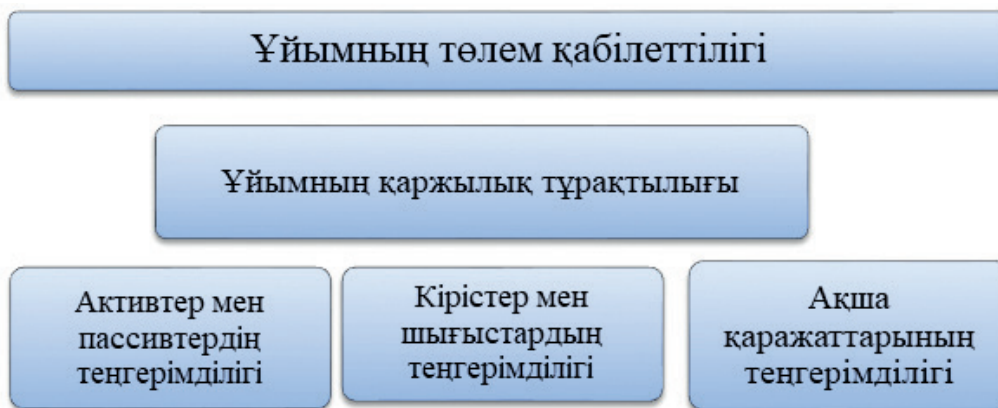 Ұйымның төлем қабілеттілігі
Ұйымның қаржылық тұрақтылығы
Активтер мен
пассивтердің
теңгерімділігі
Кірістер мен
шығыстардың
теңгерімділігі
Ақша
қаражаттарының
теңгерімділігі